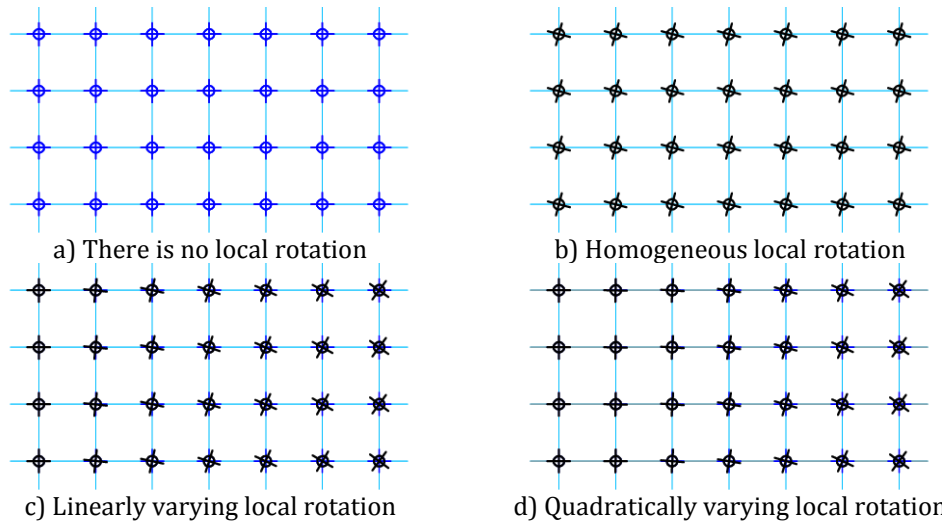 a) There is no local rotation
b) Homogeneous local rotation
c) Linearly varying local rotation
d) Quadratically varying local rotation